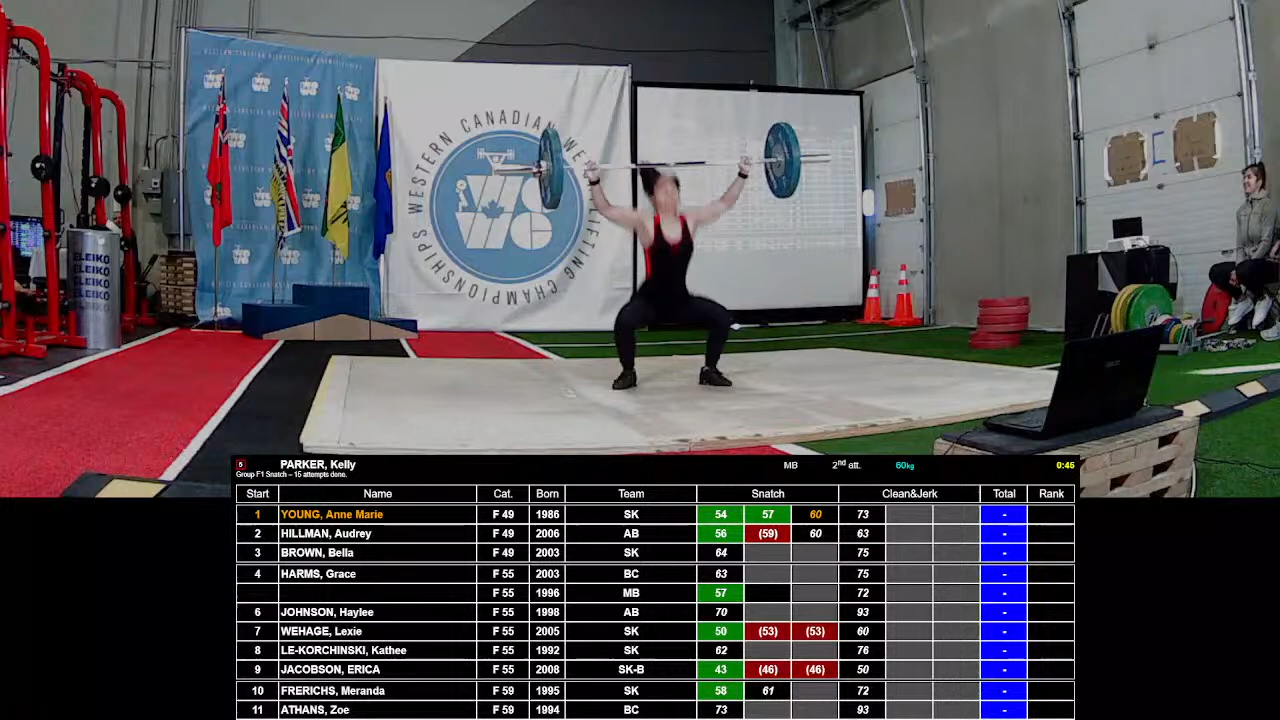 WESTERN CANADIAN WEIGHTLIFTING CHAMPIONSHIPS
WC
WG
ELEIKO
ELEIKO
ELEIKO
ELEIKO
C
5 PARKER, Kelly MB 2nd att. 60kg 0:45
Group F1 Snatch – 15 attempts done.
Start Name Cat. Born Team Snatch Clean&Jerk Total Rank
1 YOUNG, Anne Marie F 49 1986 SK 54 57 60 73 -
2 HILLMAN, Audrey F 49 2006 AB 56 (59) 60 63 -
3 BROWN, Bella F 49 2003 SK 64 75 -
4 HARMS, Grace F 55 2003 BC 63 75 -
F 55 1996 MB 57 72 -
6 JOHNSON, Haylee F 55 1998 AB 70 93 -
7 WEHAGE, Lexie F 55 2005 SK 50 (53) (53) 60 -
8 LE-KORCHINSKI, Kathee F 55 1992 SK 62 76 -
9 JACOBSON, ERICA F 55 2008 SK-B 43 (46) (46) 50 -
10 FRERICHS, Meranda F 59 1995 SK 58 61 72 -
11 ATHANS, Zoe F 59 1994 BC 73 93 -